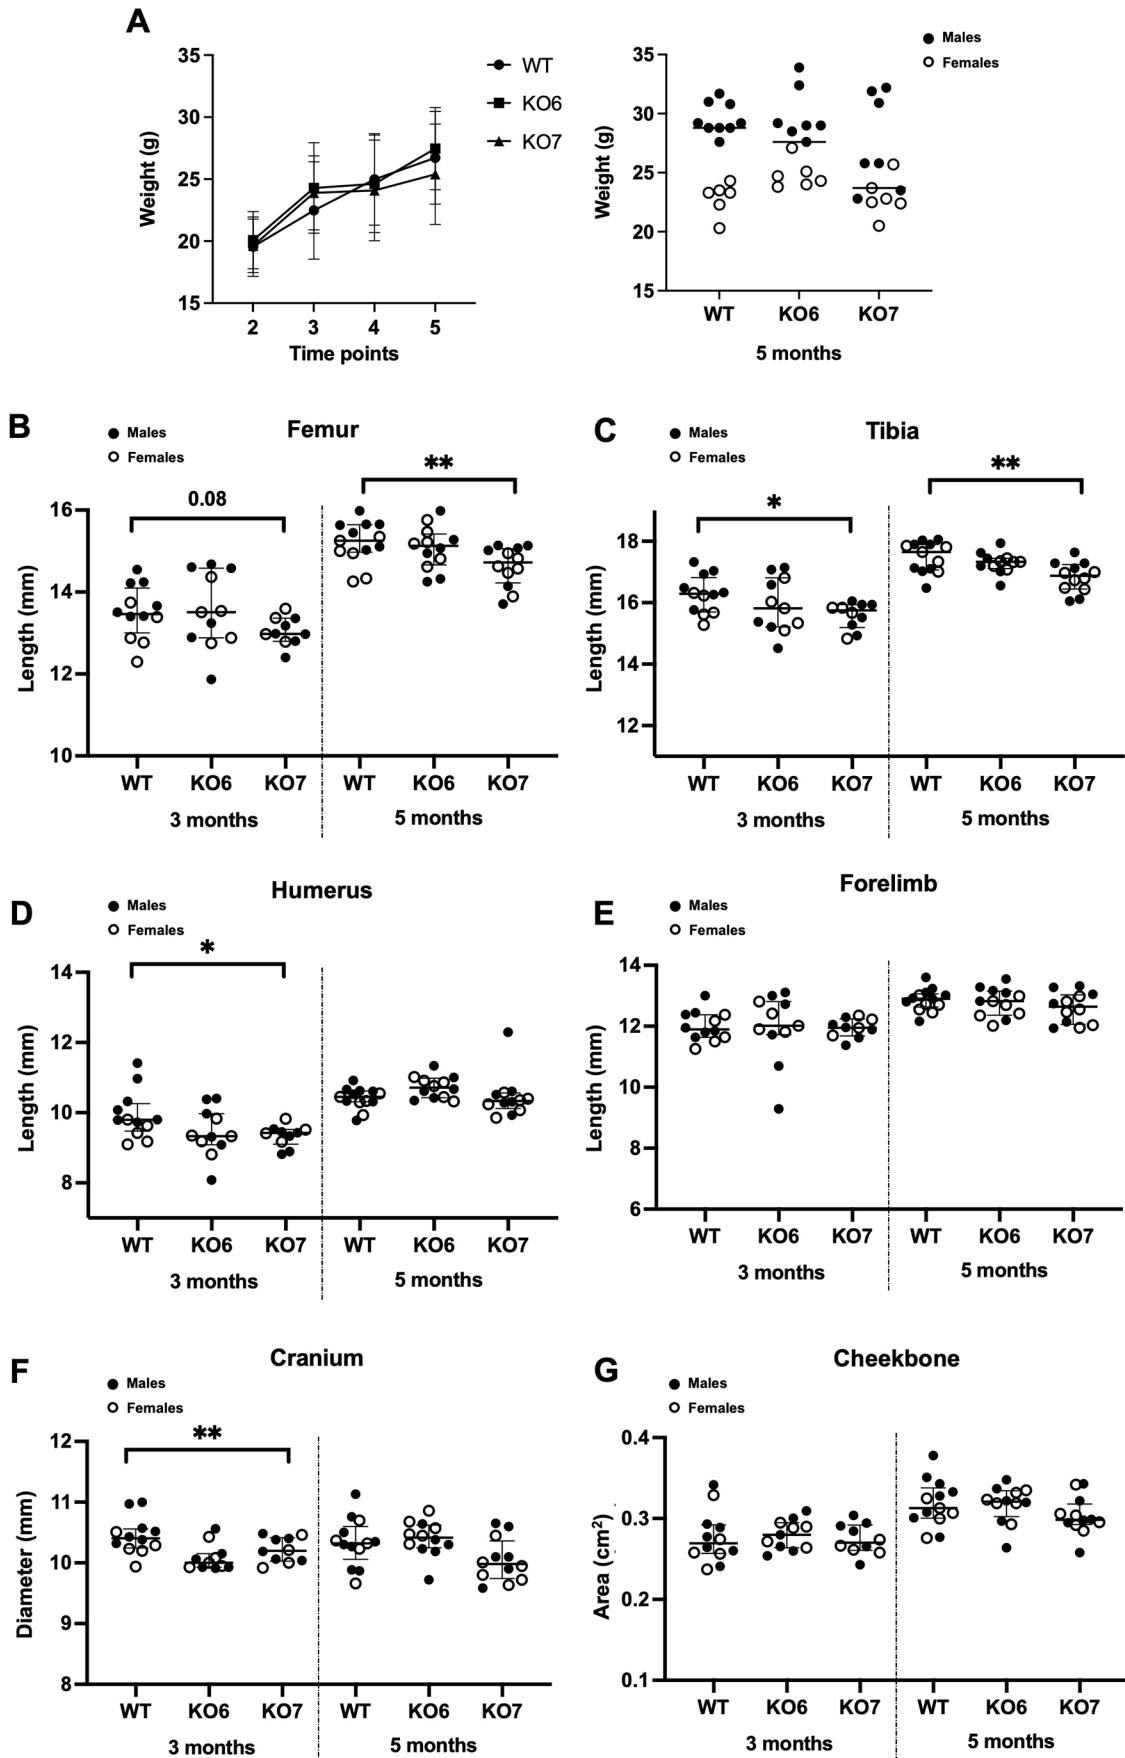 A
Males
Females
35
30
25
20
15
Weight (g)
WT
KO6
KO7
2 3 4 5
Time points
35
30
25
20
15
Weight (g)
WT KO6 KO7
5 months
B
Males
Females
Femur
0.08
**
16
14
12
10
Length (mm)
WT KO6 KO7 WT KO6 KO7
3 months 5 months
C
Males
Females
Tibia
*
**
18
16
14
12
Length (mm)
WT KO6 KO7 WT KO6 KO7
3 months 5 months
D
Males
Females
Humerus
*
14
12
10
8
Length (mm)
WT KO6 KO7 WT KO6 KO7
3 months 5 months
E
Males
Females
Forelimb
14
12
10
8
6
Length (mm)
WT KO6 KO7 WT KO6 KO7
3 months 5 months
F
Males
Females
Cranium
**
12
11
10
9
8
Diameter (mm)
WT KO6 KO7 WT KO6 KO7
3 months 5 months
G
Males
Females
Cheekbone
0.4
0.3
0.2
0.1
Area (cm²)
WT KO6 KO7 WT KO6 KO7
3 months 5 months